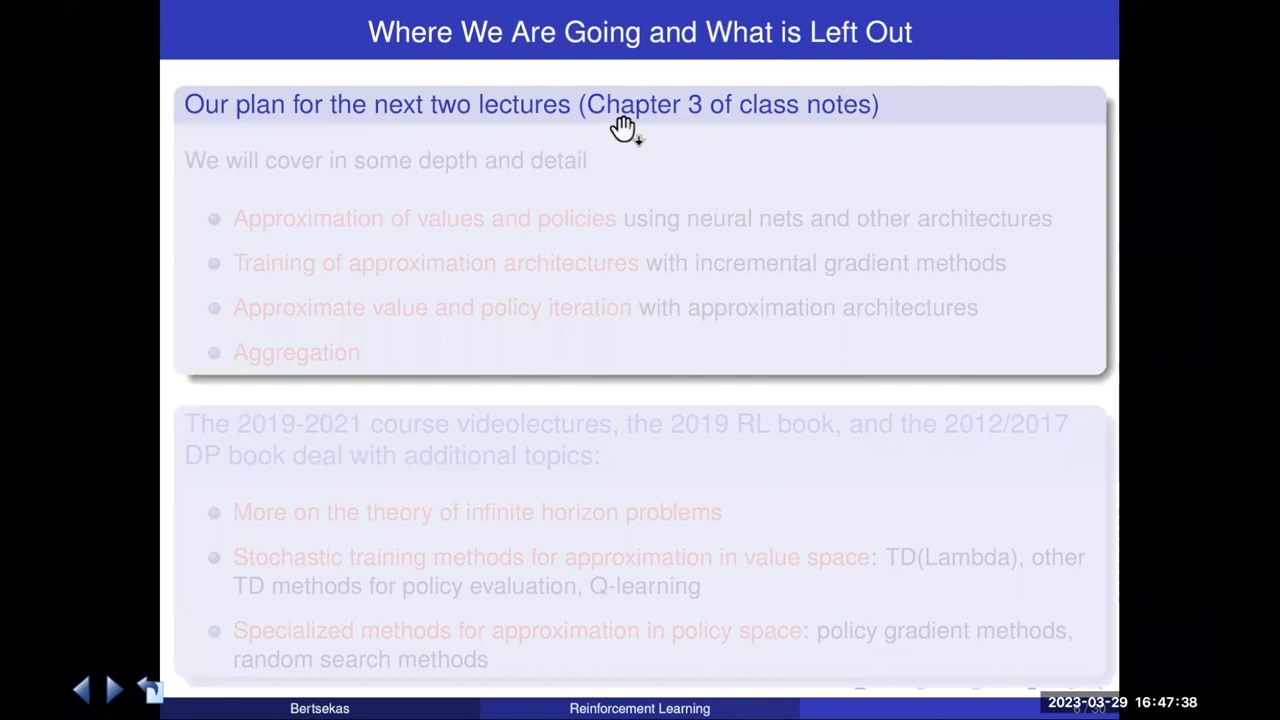 Where We Are Going and What is Left Out
Our plan for the next two lectures (Chapter 3 of class notes)
We will cover in some depth and detail
Approximation of values and policies using neural nets and other architectures
Training of approximation architectures with incremental gradient methods
Approximate value and policy iteration with approximation architectures
Aggregation
The 2019-2021 course videolectures, the 2019 RL book, and the 2012/2017
DP book deal with additional topics:
More on the theory of infinite horizon problems
Stochastic training methods for approximation in value space: TD(Lambda), other
TD methods for policy evaluation, Q-learning
Specialized methods for approximation in policy space: policy gradient methods,
random search methods
Bertsekas Reinforcement Learning
2023-03-29 16:47:38